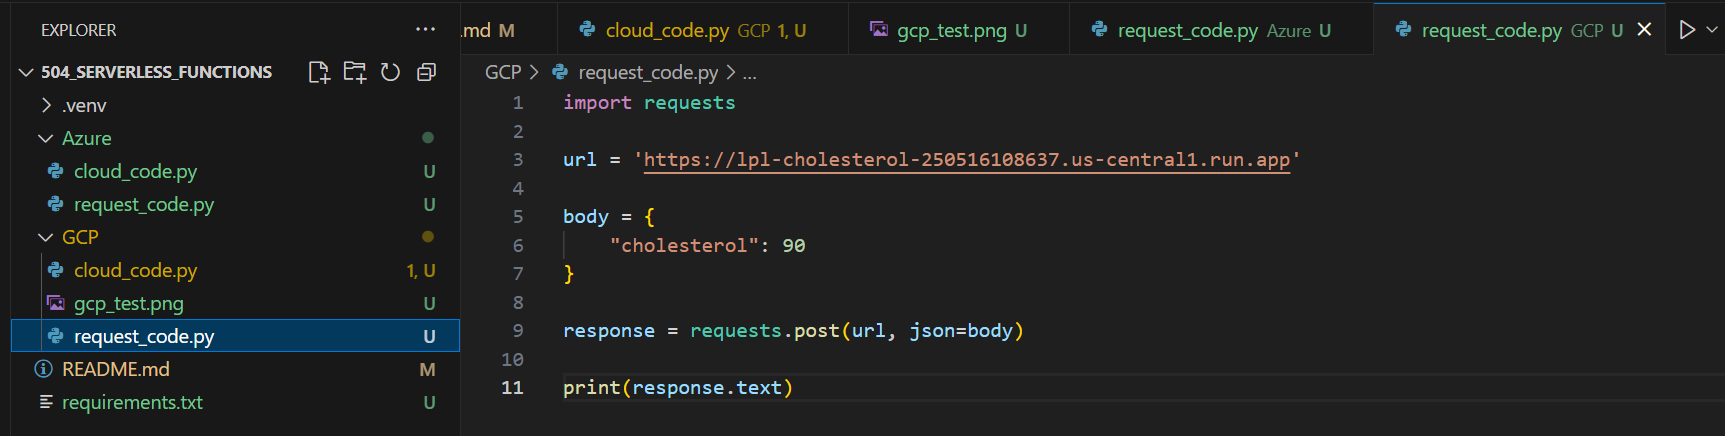 EXPLORER ···
504_SERVERLESS_FUNCTIONS
.venv
Azure
cloud_code.py U
request_code.py U
GCP
cloud_code.py 1, U
gcp_test.png U
request_code.py U
README.md M
requirements.txt U
.md M
cloud_code.py GCP 1, U
gcp_test.png U
request_code.py Azure U
request_code.py GCP U
GCP > request_code.py > ...
1 import requests
2
3 url = 'https://lpl-cholesterol-250516108637.us-central1.run.app'
4
5 body = {
6     "cholesterol": 90
7 }
8
9 response = requests.post(url, json=body)
10
11 print(response.text)